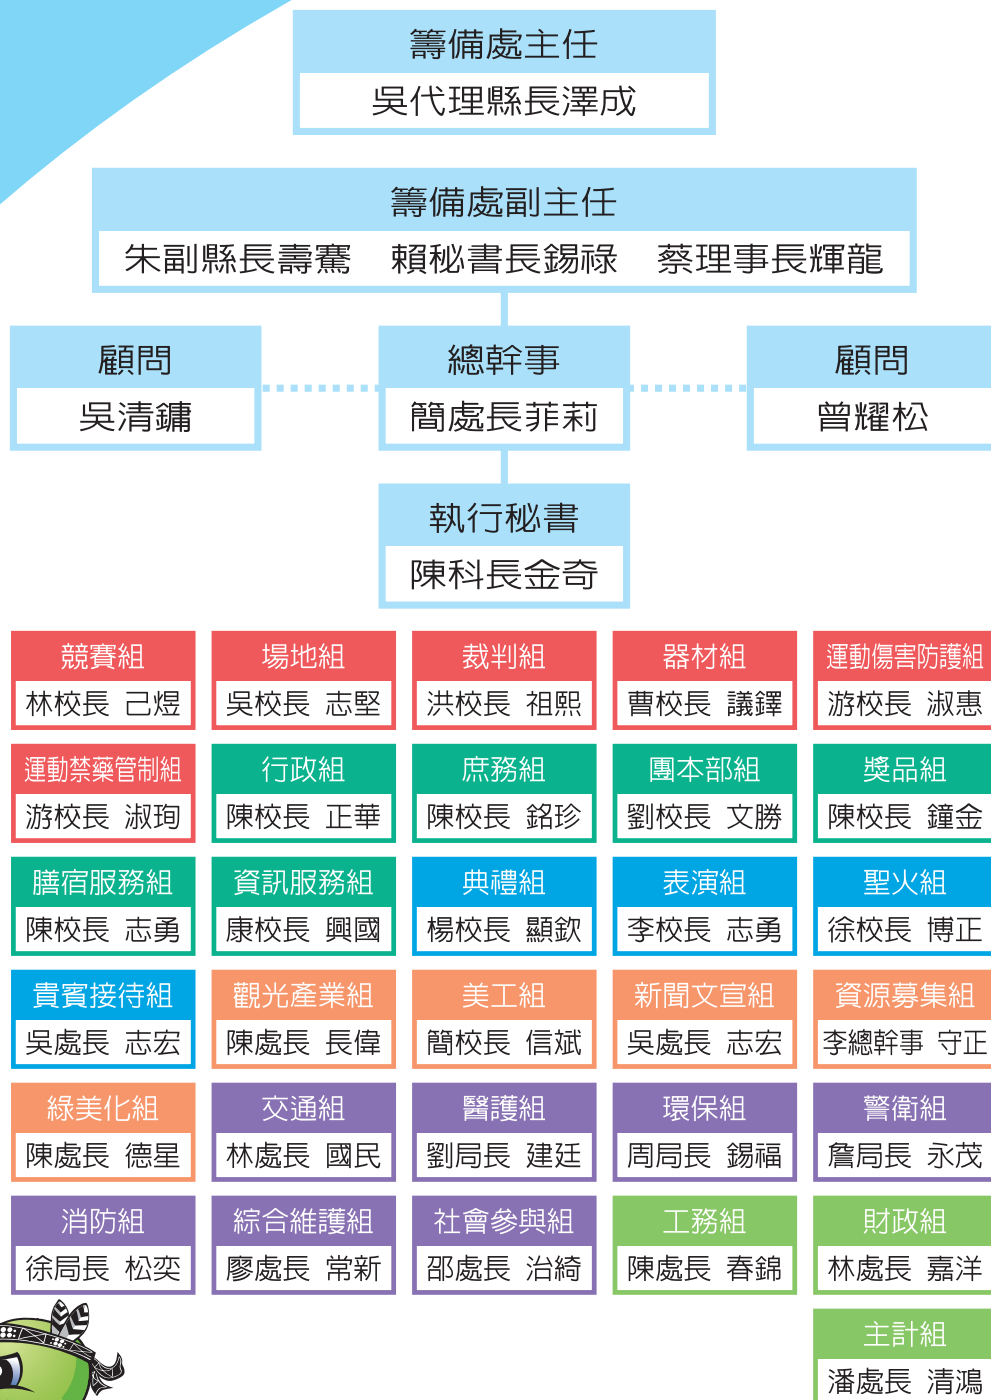 籌備處主任
吳代理縣長澤成
籌備處副主任
朱副縣長壽騫 賴秘書長錫祿 蔡理事長輝龍
顧問 總幹事 顧問
吳清鏞 簡處長菲莉 曾耀松
執行秘書
陳科長金奇
競賽組 場地組 裁判組 器材組 運動傷害防護組
林校長 己煜 吳校長 志堅 洪校長 祖熙 曹校長 議鐸 游校長 淑惠
運動禁藥管制組 行政組 庶務組 團本部組 獎品組
游校長 淑珣 陳校長 正華 陳校長 銘珍 劉校長 文勝 陳校長 鐘金
膳宿服務組 資訊服務組 典禮組 表演組 聖火組
陳校長 志勇 康校長 興國 楊校長 顯欽 李校長 志勇 徐校長 博正
貴賓接待組 觀光產業組 美工組 新聞文宣組 資源募集組
吳處長 志宏 陳處長 長偉 簡校長 信斌 吳處長 志宏 李總幹事 守正
綠美化組 交通組 醫護組 環保組 警衛組
陳處長 德星 林處長 國民 劉局長 建廷 周局長 錫福 詹局長 永茂
消防組 綜合維護組 社會參與組 工務組 財政組
徐局長 松奕 廖處長 常新 邵處長 治綺 陳處長 春錦 林處長 嘉洋
主計組
潘處長 清鴻